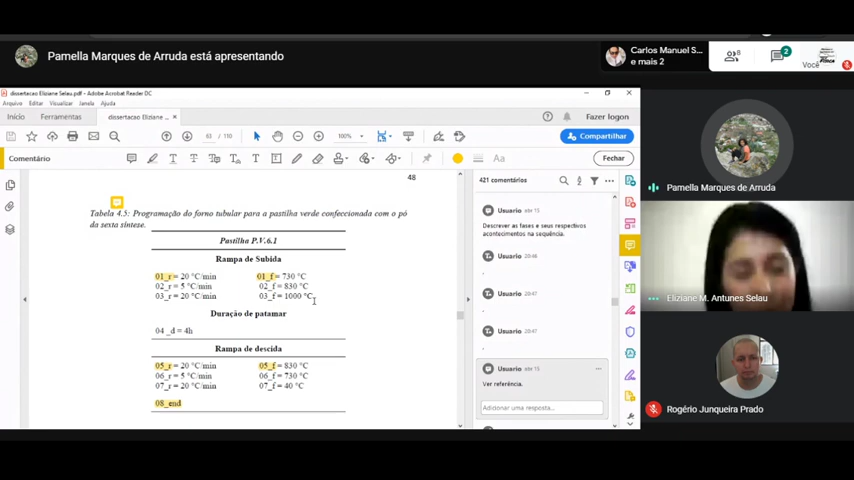 Pamella Marques de Arruda está apresentando
Carlos Manuel S...
e mais 2
8
2
Você
dissertacao Eliziane Selau.pdf - Adobe Acrobat Reader DC
Arquivo Editar Visualizar Janela Ajuda
Início Ferramentas dissertacao Eliziane ... × Fazer logon
63 / 110 100% Compartilhar
Comentário Aa Fechar
48
Tabela 4.5: Programação do forno tubular para a pastilha verde confeccionada com o pó
da sexta síntese.
Pastilha P.V.6.1
Rampa de Subida
01_r = 20 °C/min 01_f = 730 °C
02_r = 5 °C/min 02_f = 830 °C
03_r = 20 °C/min 03_f = 1000 °C
Duração de patamar
04 _d = 4h
Rampa de descida
05_r = 20 °C/min 05_f = 830 °C
06_r = 5 °C/min 06_f = 730 °C
07_r = 20 °C/min 07_f = 40 °C
08_end
421 comentários
Usuario abr 15
Descrever as fases e seus respectivos
acontecimentos na sequência.
Usuario 20:46
.
Usuario 20:47
.
Usuario 20:47
.
Usuario abr 15
Ver referência.
Adicionar uma resposta...
Usuario
Pamella Marques de Arruda
Eliziane M. Antunes Selau
Rogério Junqueira Prado